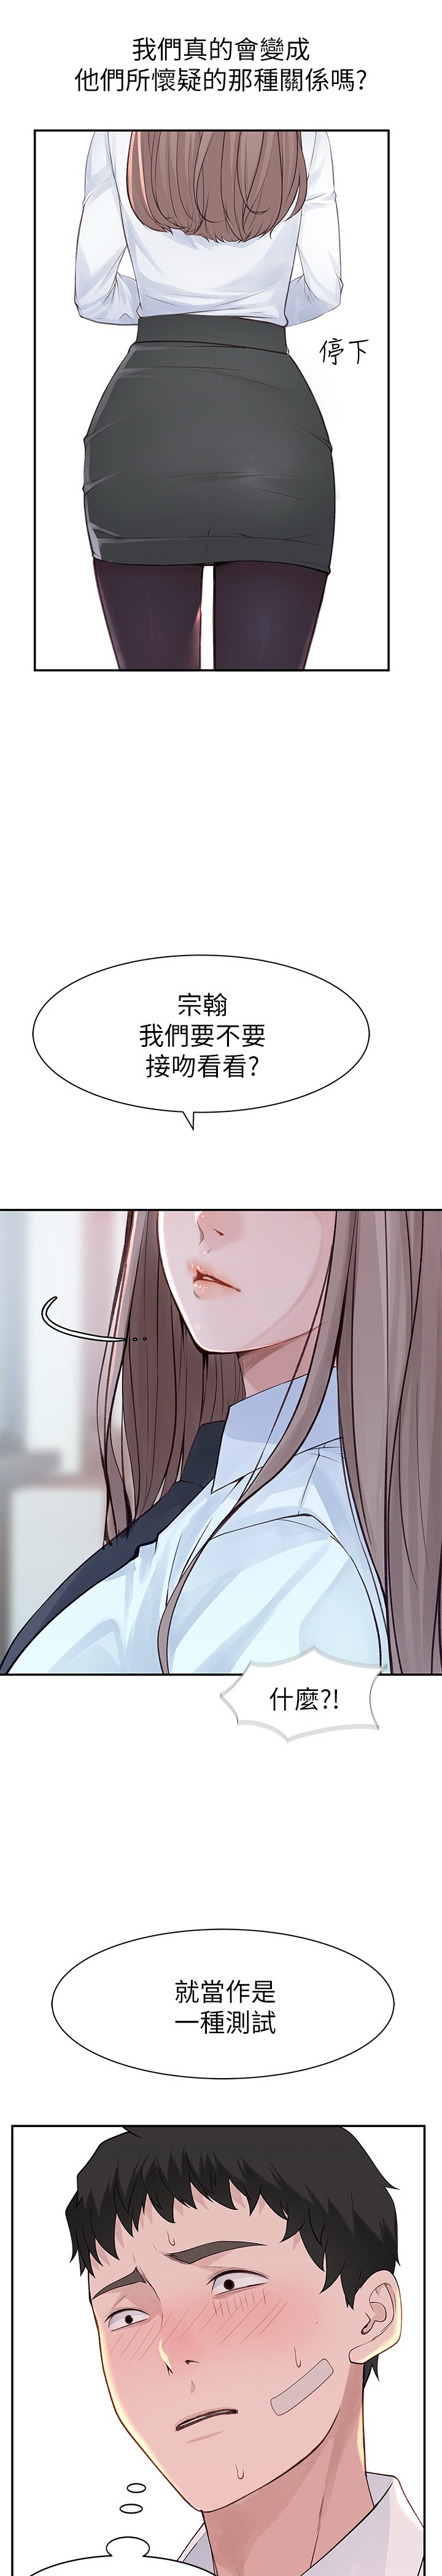 我們真的會變成
他們所懷疑的那種關係嗎?
停下
宗翰
我們要不要
接吻看看?
什麼?!
就當作是
一種測試